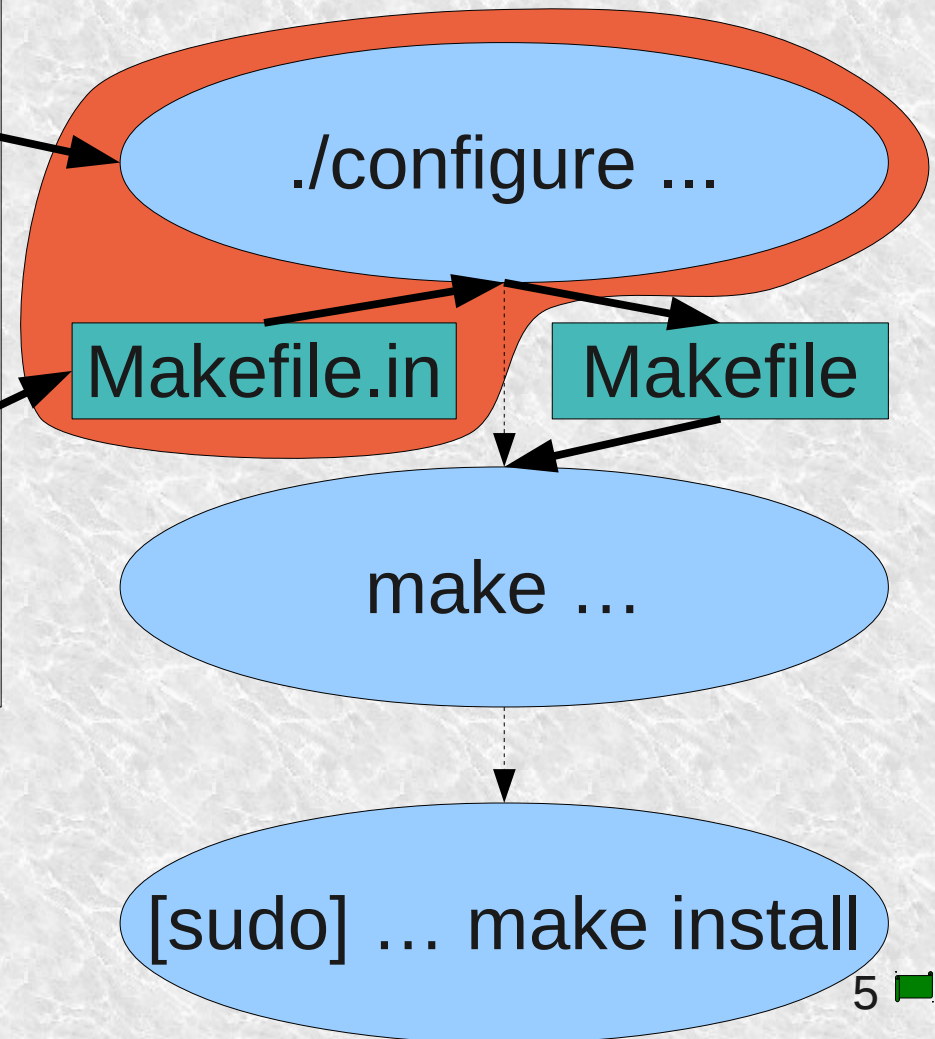 ./configure ...
Makefile.in
Makefile
make …
[sudo] … make install
5